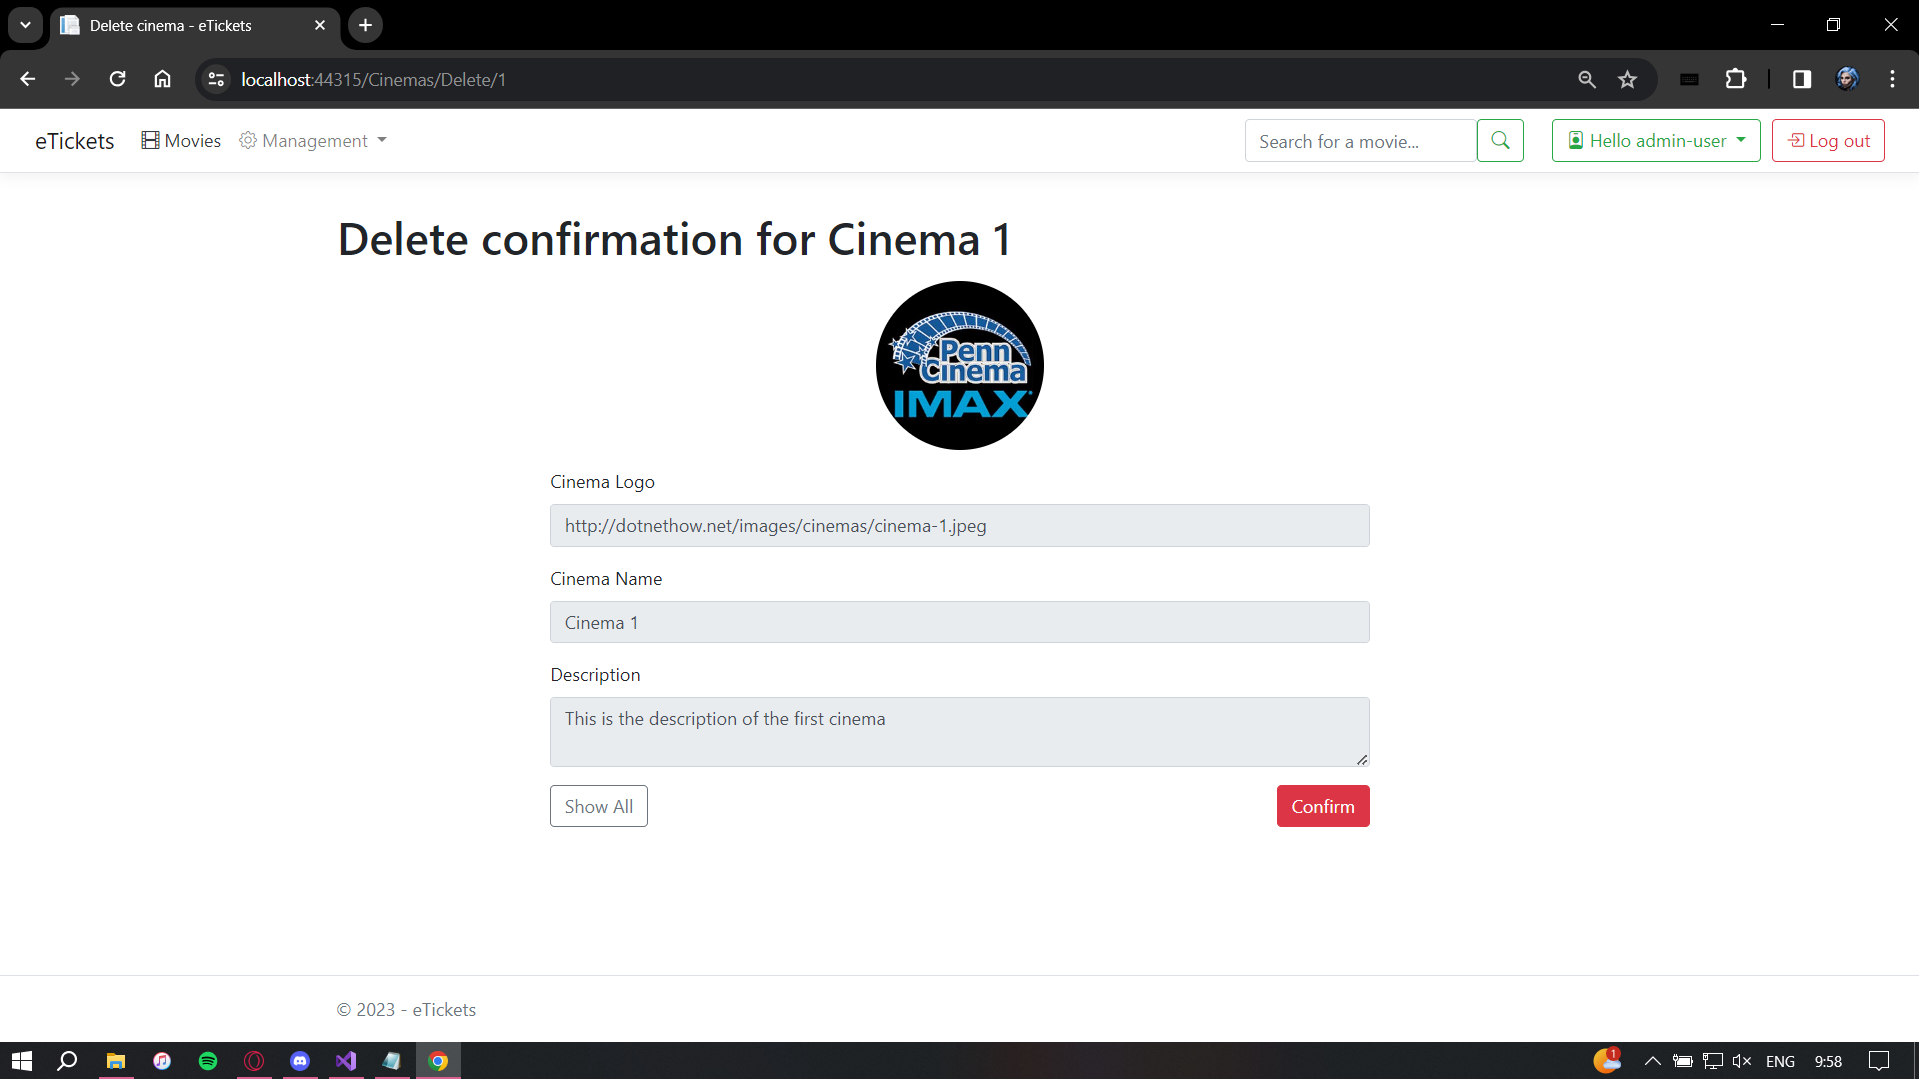 Delete cinema - eTickets
localhost:44315/Cinemas/Delete/1
eTickets
Movies
Management
Search for a movie...
Hello admin-user
Log out
Delete confirmation for Cinema 1
Penn
Cinema
IMAX
Cinema Logo
http://dotnethow.net/images/cinemas/cinema-1.jpeg
Cinema Name
Cinema 1
Description
This is the description of the first cinema
Show All
Confirm
© 2023 - eTickets
1
ENG
9:58